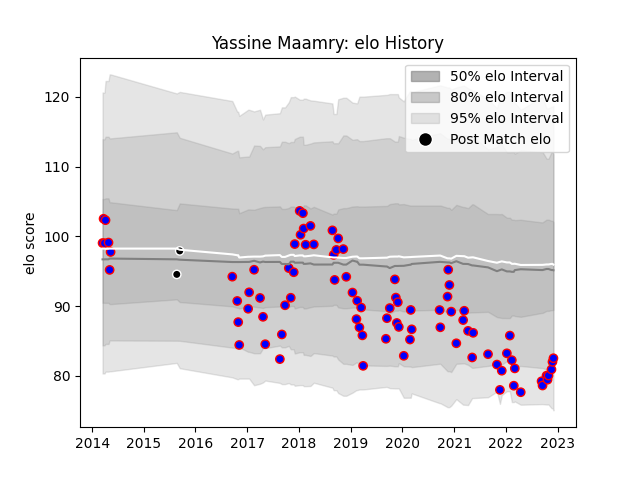 Yassine Maamry: elo History
50% elo Interval
80% elo Interval
95% elo Interval
Post Match elo
elo score
120
110
100
90
80
2014 2015 2016 2017 2018 2019 2020 2021 2022 2023